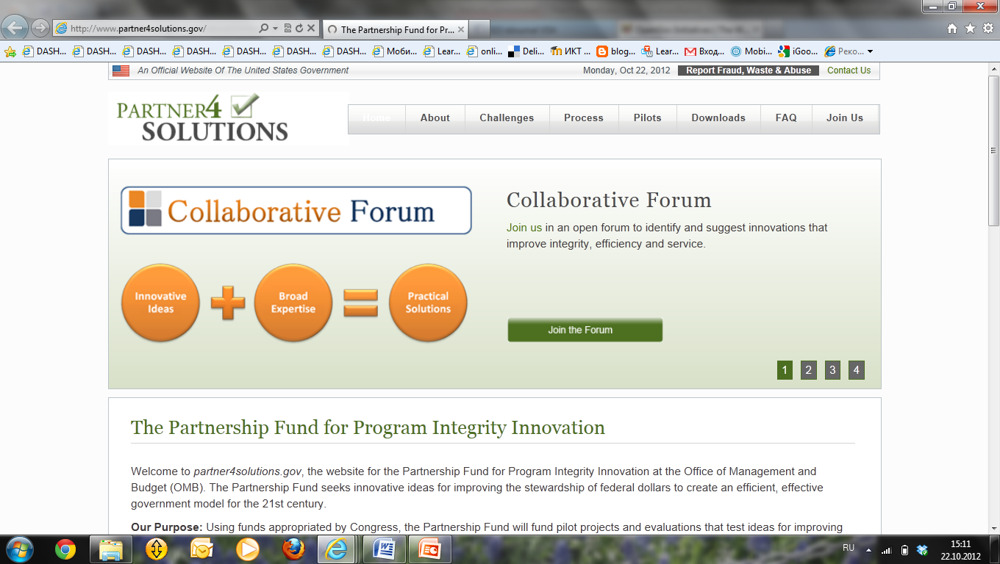 http://www.partner4solutions.gov/
The Partnership Fund for Pr...
DASH... DASH... DASH... DASH... DASH... DASH... DASH... Моби... Lear... onli... Deli... ИКТ ... blog... Lear... Вход... Mobi... iGoo... Реко...
An Official Website Of The United States Government
Monday, Oct 22, 2012 Report Fraud, Waste & Abuse Contact Us
PARTNER4
SOLUTIONS
Home About Challenges Process Pilots Downloads FAQ Join Us
Collaborative Forum
Innovative Ideas + Broad Expertise = Practical Solutions
Collaborative Forum
Join us in an open forum to identify and suggest innovations that
improve integrity, efficiency and service.
Join the Forum
1 2 3 4
The Partnership Fund for Program Integrity Innovation
Welcome to partner4solutions.gov, the website for the Partnership Fund for Program Integrity Innovation at the Office of Management and
Budget (OMB). The Partnership Fund seeks innovative ideas for improving the stewardship of federal dollars to create an efficient, effective
government model for the 21st century.
Our Purpose: Using funds appropriated by Congress, the Partnership Fund will fund pilot projects and evaluations that test ideas for improving
RU
15:11
22.10.2012